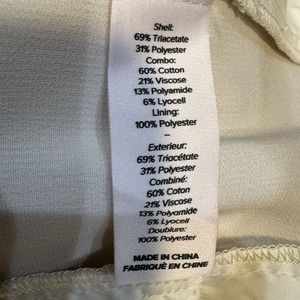 Shell:
69% Triacetate
31% Polyester
Combo:
60% Cotton
21% Viscose
13% Polyamide
6% Lyocell
Lining:
100% Polyester
–
Exterieur:
69% Triacétate
31% Polyester
Combiné:
60% Coton
21% Viscose
13% Polyamide
6% Lyocell
Doublure:
100% Polyester
MADE IN CHINA
FABRIQUÉ EN CHINE